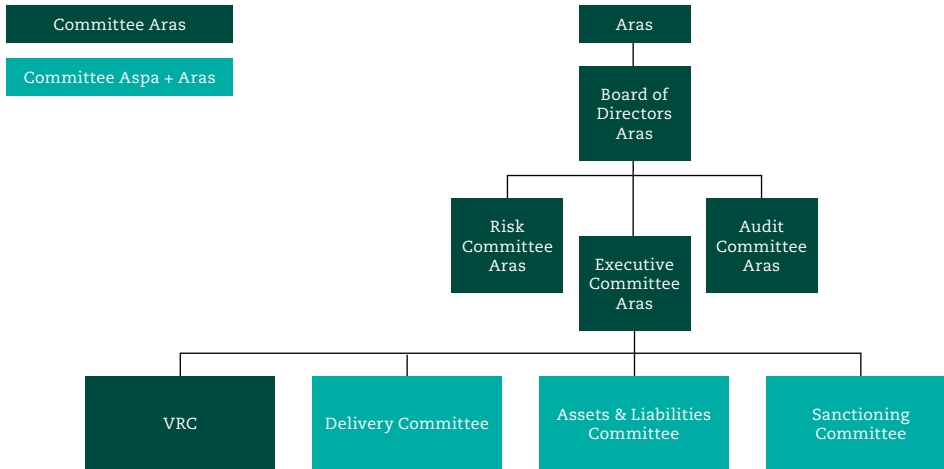 Committee Aras
Aras
Committee Aspa + Aras
Board of
Directors
Aras
Risk
Committee
Aras
Executive
Committee
Aras
Audit
Committee
Aras
VRC
Delivery Committee
Assets & Liabilities
Committee
Sanctioning
Committee